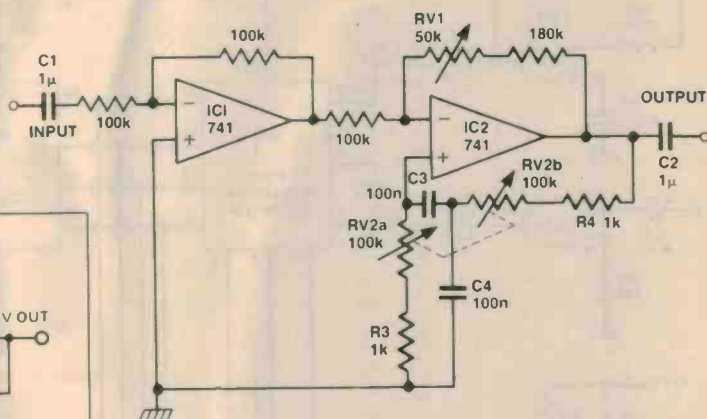 C1
1μ
INPUT
100k
100k
IC1
741
−
+
100k
RV1
50k
180k
IC2
741
−
+
OUTPUT
C2
1μ
C3
100n
RV2b
100k
R4 1k
RV2a
100k
C4
100n
R3
1k
V OUT